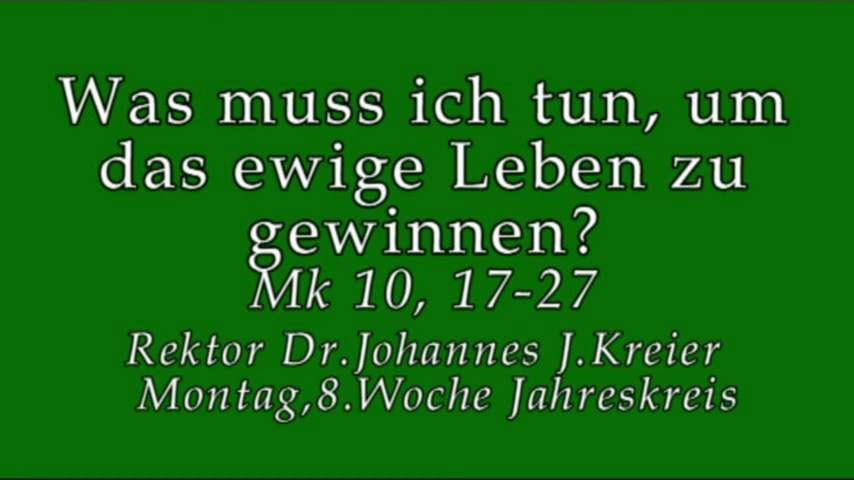 Was muss ich tun, um
das ewige Leben zu
gewinnen?
Mk 10, 17-27
Rektor Dr.Johannes J.Kreier
Montag,8.Woche Jahreskreis